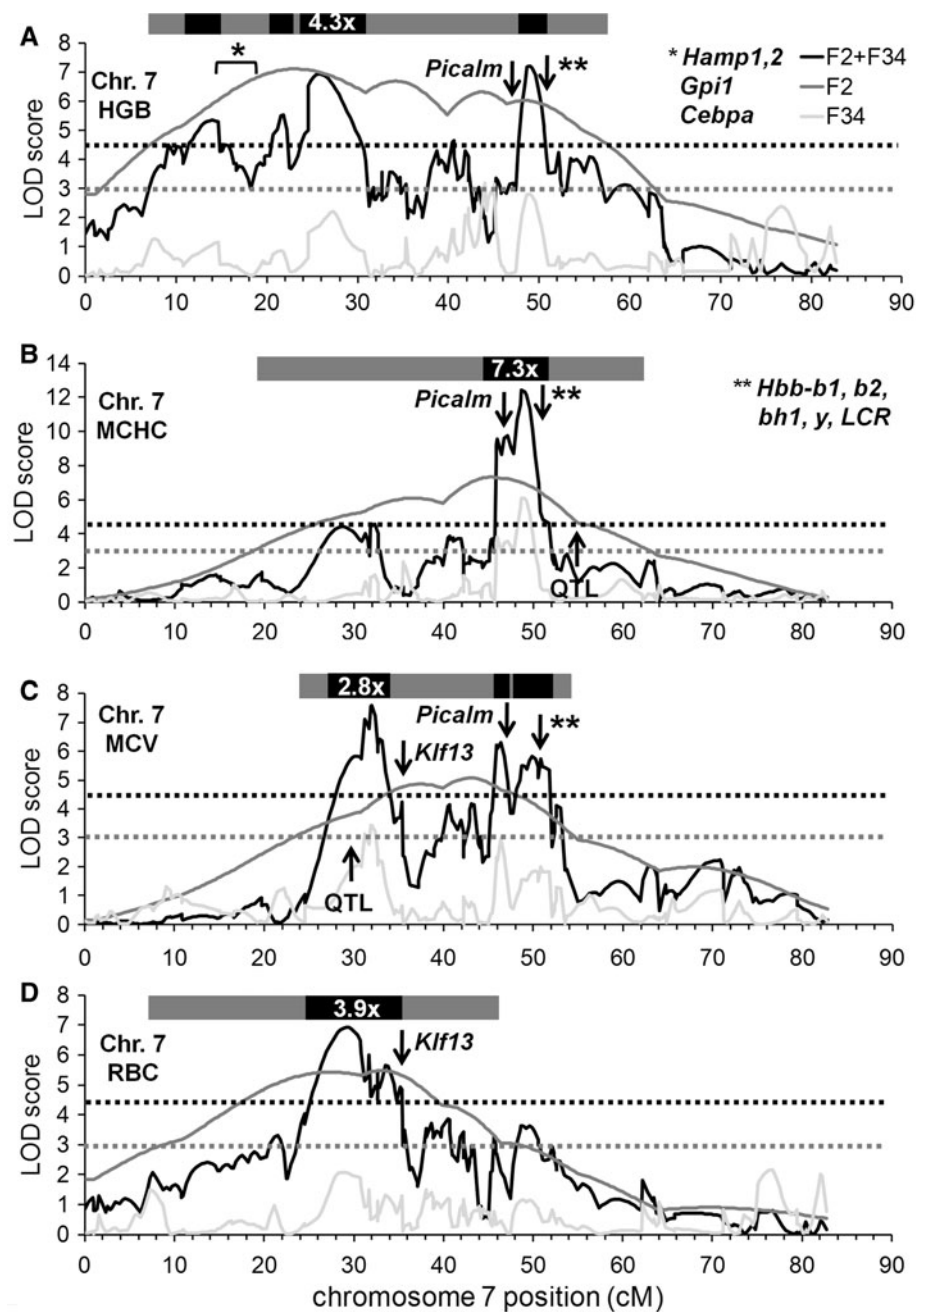 A
4.3x
8
7
6
5
4
3
2
1
0
LOD score
Chr. 7
HGB
*
Picalm
**
* Hamp1,2
Gpi1
Cebpa
F2+F34
F2
F34
0 10 20 30 40 50 60 70 80 90
B
7.3x
14
12
10
8
6
4
2
0
LOD score
Chr. 7
MCHC
Picalm
**
** Hbb-b1, b2,
bh1, y, LCR
QTL
0 10 20 30 40 50 60 70 80 90
C
2.8x
8
7
6
5
4
3
2
1
0
LOD score
Chr. 7
MCV
Picalm
**
Klf13
QTL
0 10 20 30 40 50 60 70 80 90
D
3.9x
8
7
6
5
4
3
2
1
0
LOD score
Chr. 7
RBC
Klf13
0 10 20 30 40 50 60 70 80 90
chromosome 7 position (cM)